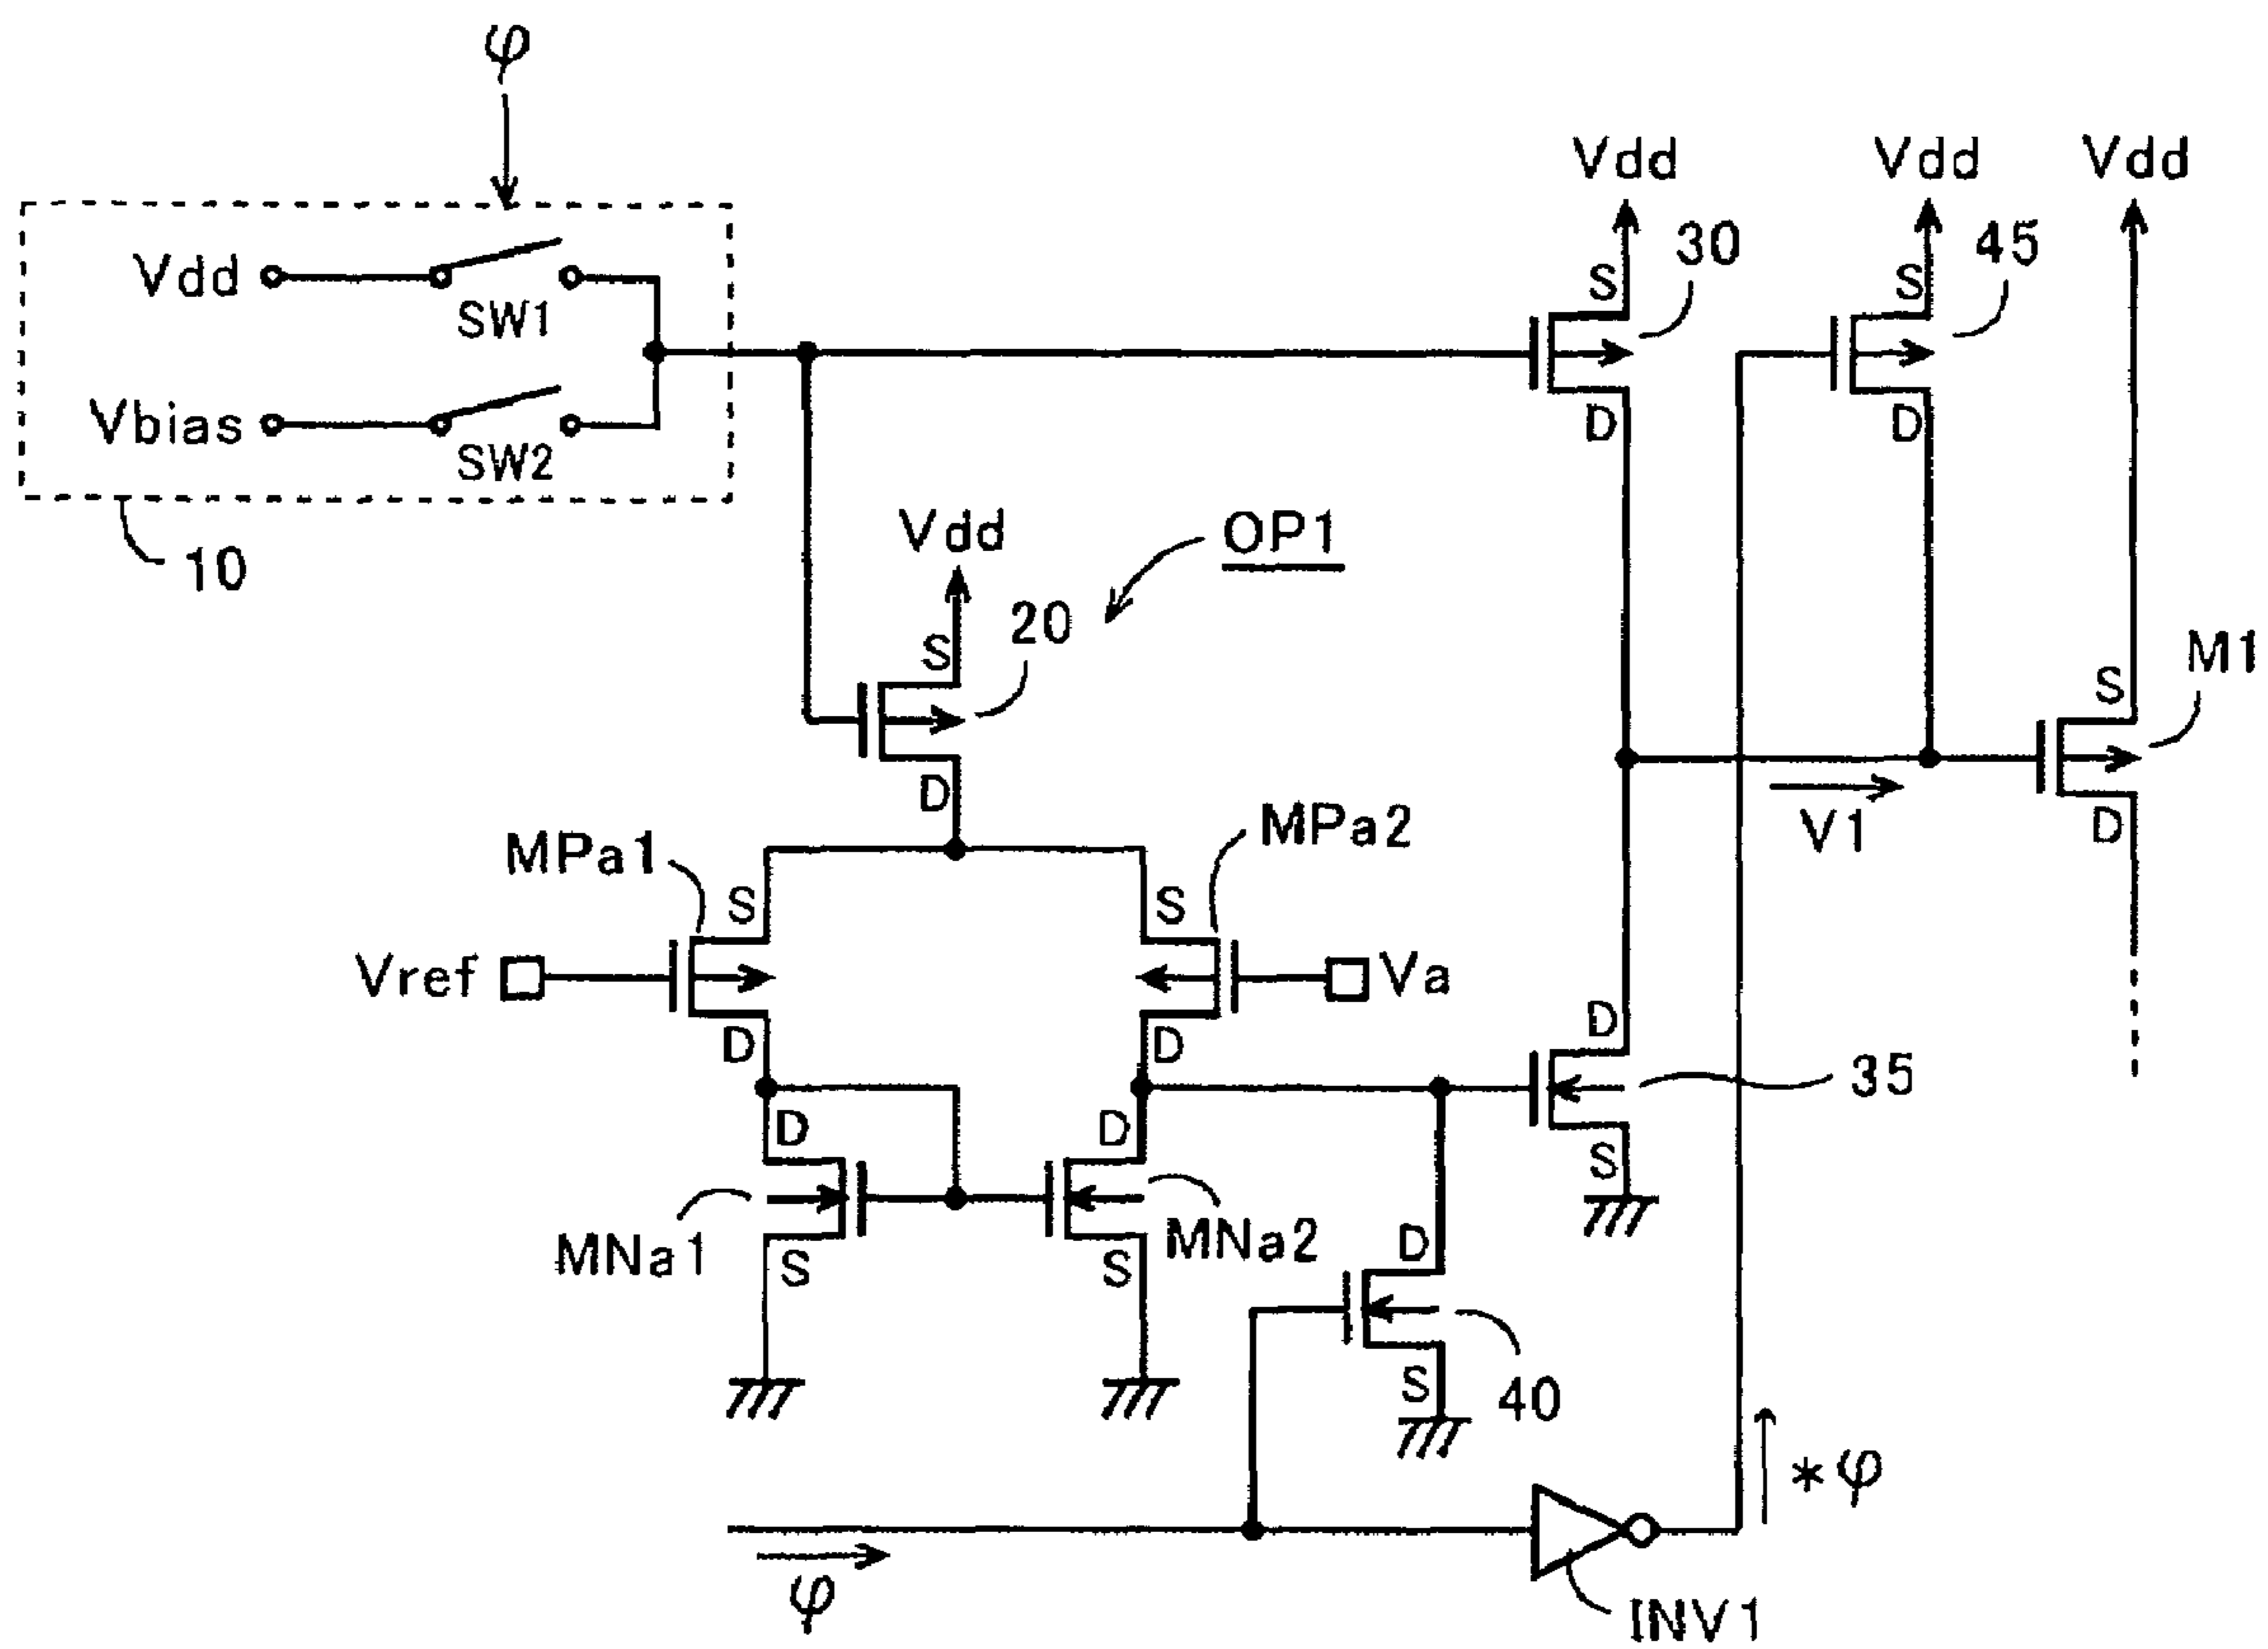 φ
Vdd
Vdd
Vdd
30
45
S
S
Vdd
SW1
D
D
Vbias
SW2
10
Vdd
OP1
20
S
M1
S
D
V1
D
MPa1
MPa2
S
S
Vref
Va
D
D
D
35
D
D
S
MNa1
MNa2
S
S
D
40
S
*φ
φ
INV1